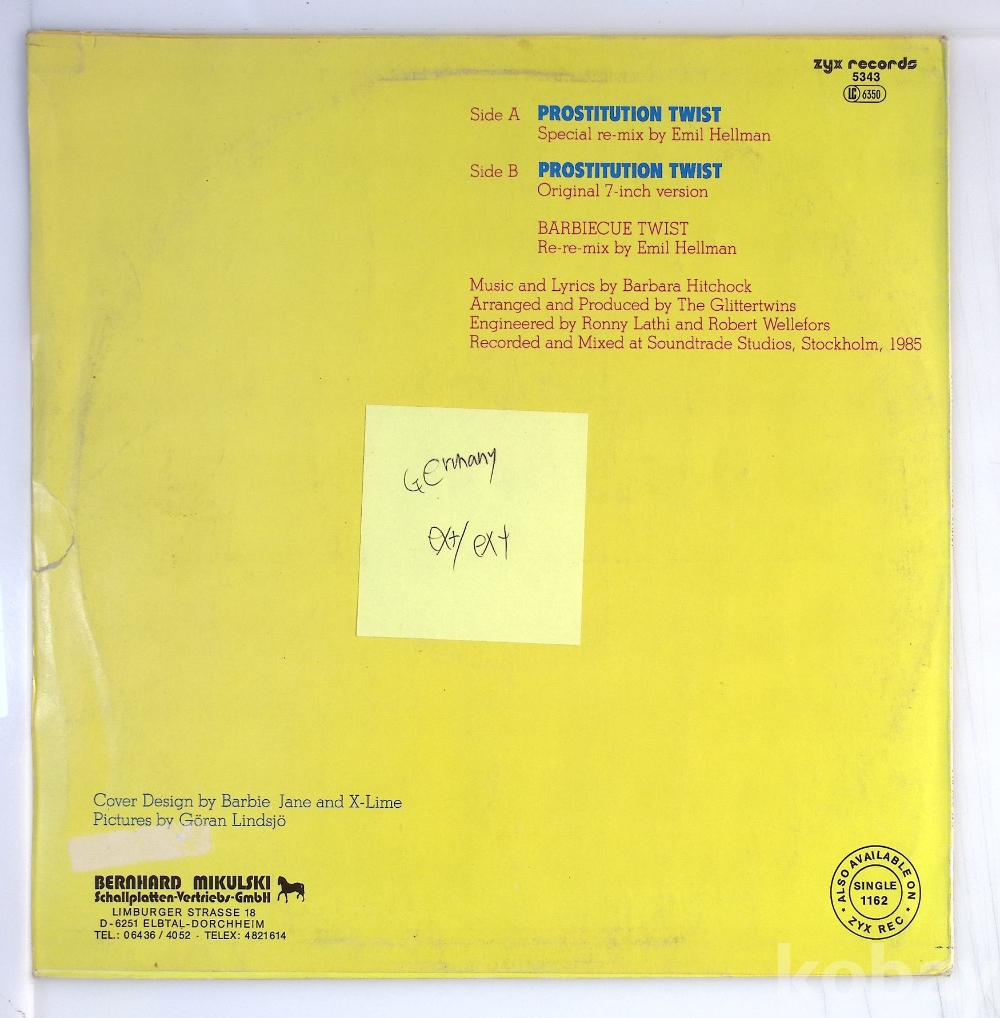 zyx records
5343
LC 6350
Side A PROSTITUTION TWIST
Special re-mix by Emil Hellman
Side B PROSTITUTION TWIST
Original 7-inch version
BARBIECUE TWIST
Re-re-mix by Emil Hellman
Music and Lyrics by Barbara Hitchock
Arranged and Produced by The Glittertwins
Engineered by Ronny Lathi and Robert Wellefors
Recorded and Mixed at Soundtrade Studios, Stockholm, 1985
Germany
ex+/ex+
Cover Design by Barbie Jane and X-Lime
Pictures by Göran Lindsjö
BERNHARD MIKULSKI
Schallplatten-Vertriebs-GmbH
LIMBURGER STRASSE 18
D-6251 ELBTAL-DORCHHEIM
TEL.: 06436 / 4052 - TELEX: 4821614
ALSO AVAILABLE ON
SINGLE
1162
ZYX REC